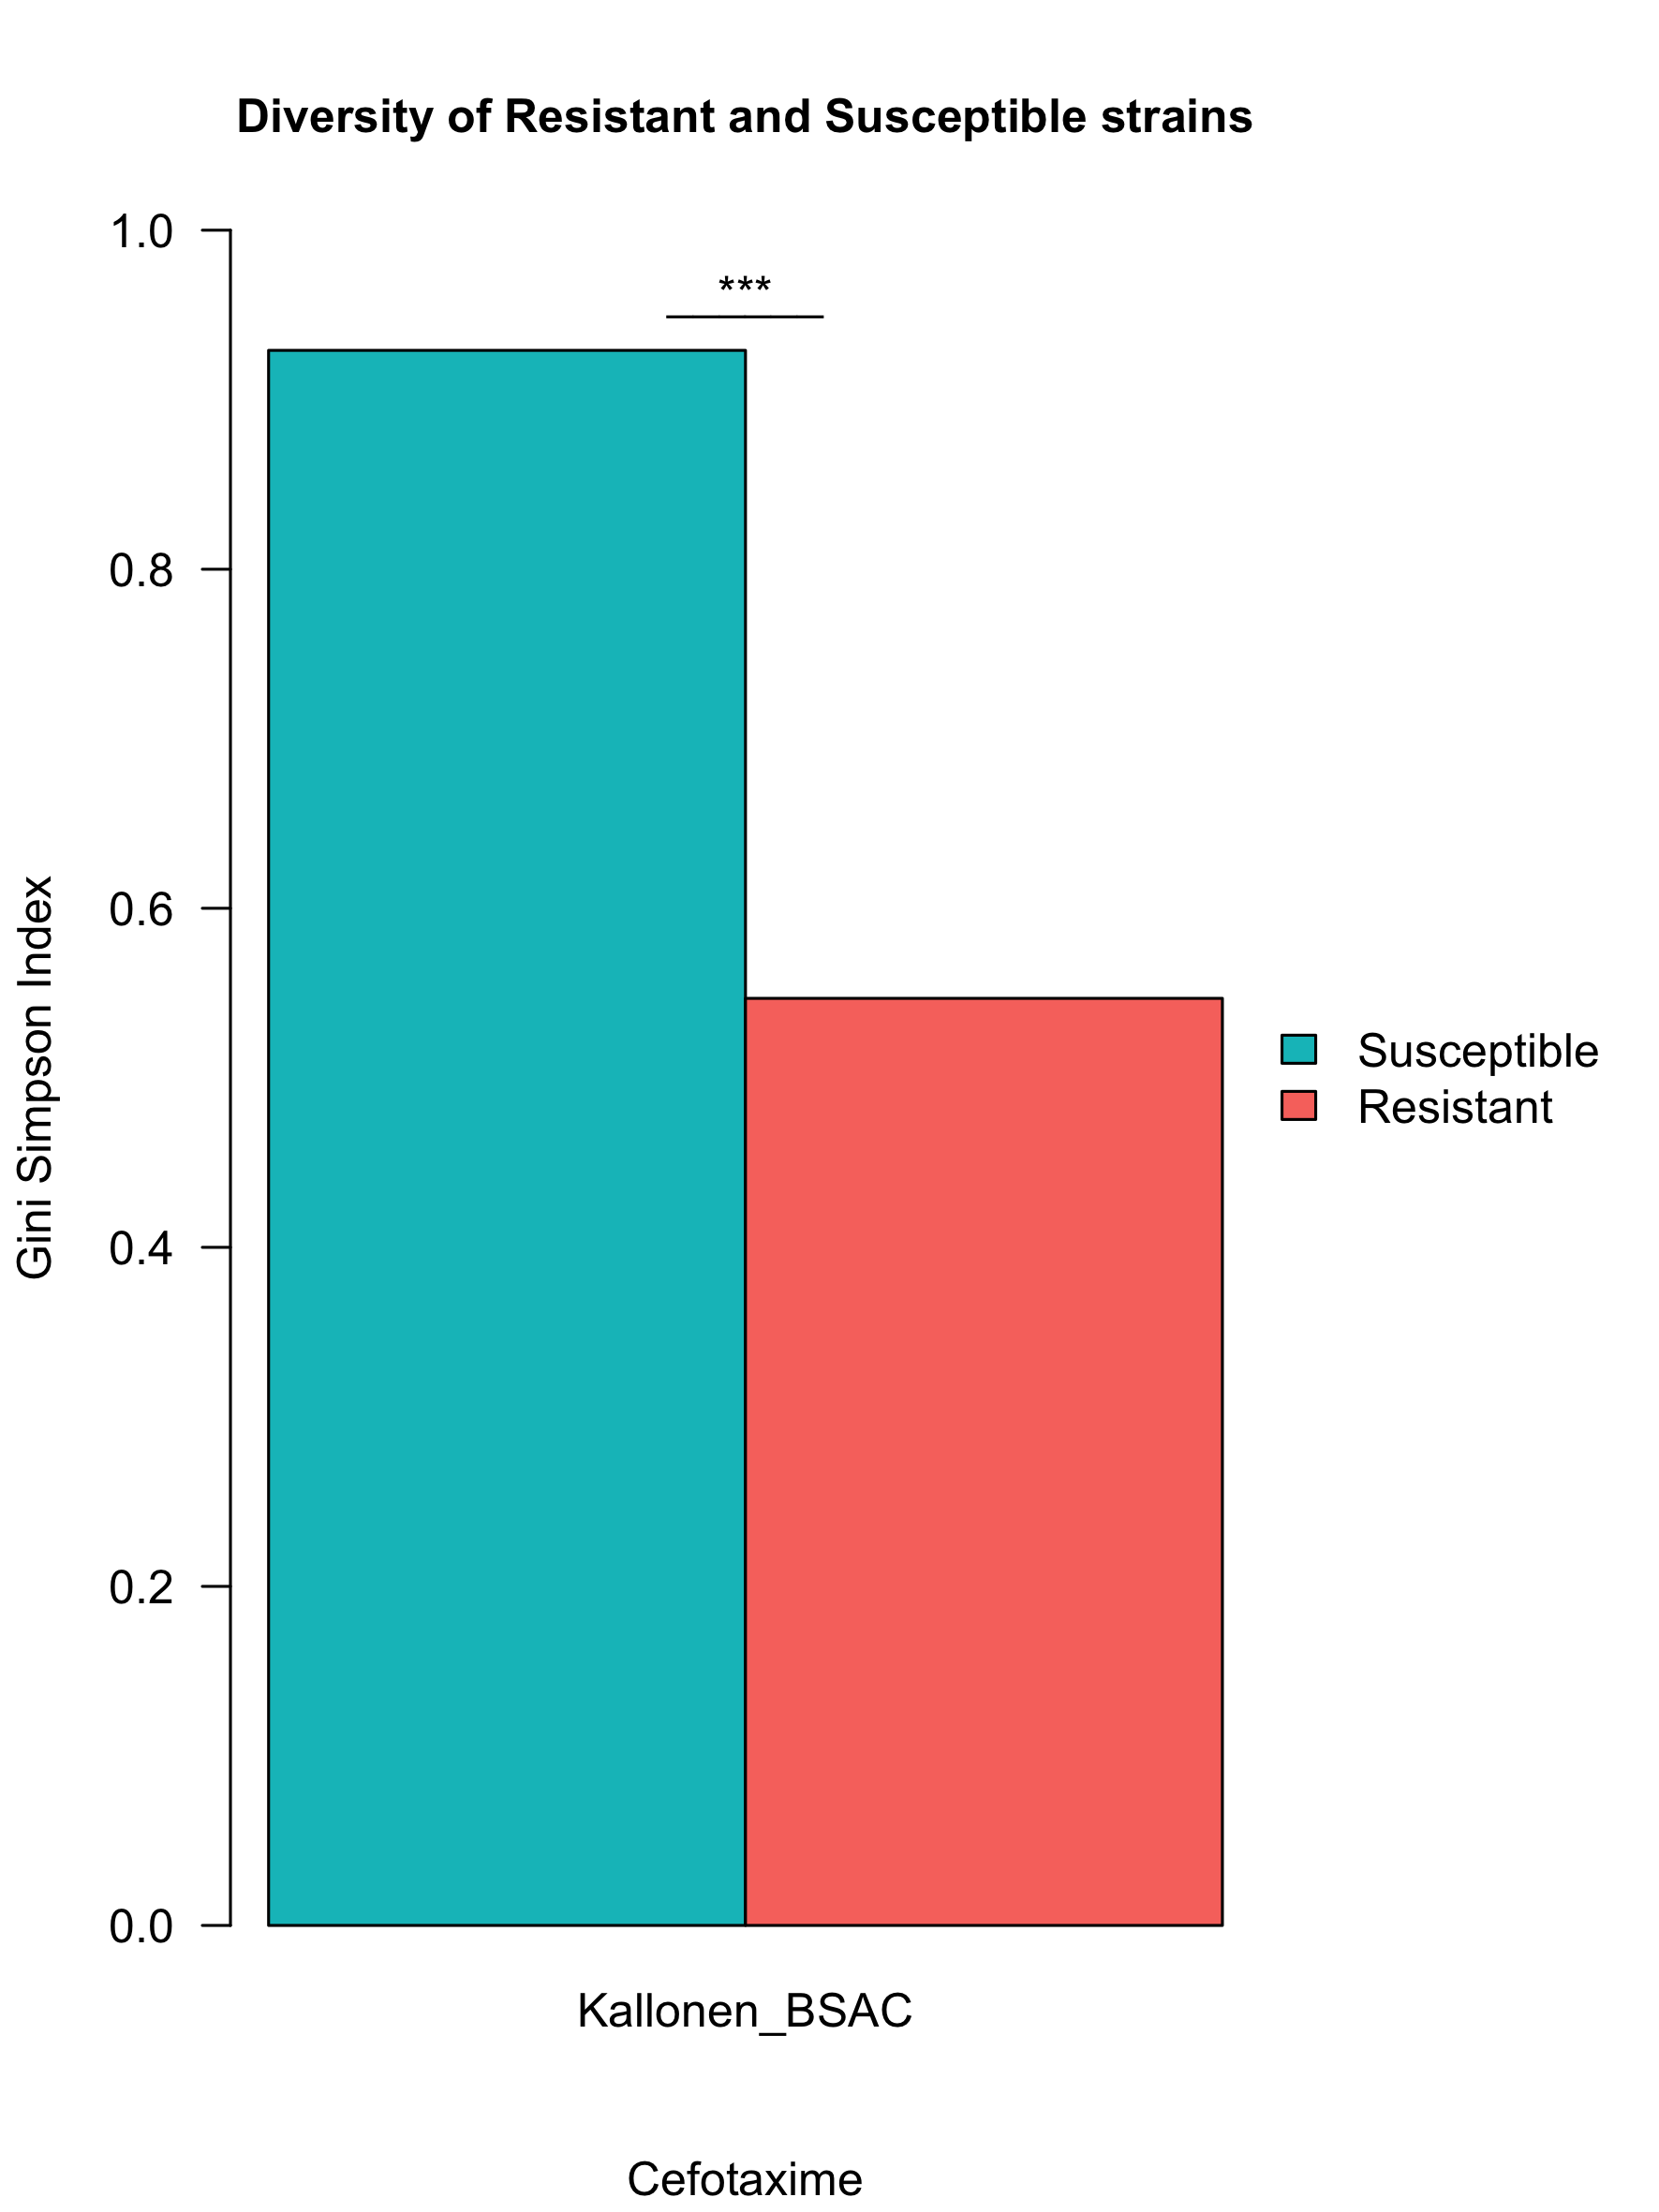 Diversity of Resistant and Susceptible strains
1.0
***
0.8
0.6
0.4
0.2
0.0
Gini Simpson Index
Susceptible
Resistant
Kallonen_BSAC
Cefotaxime